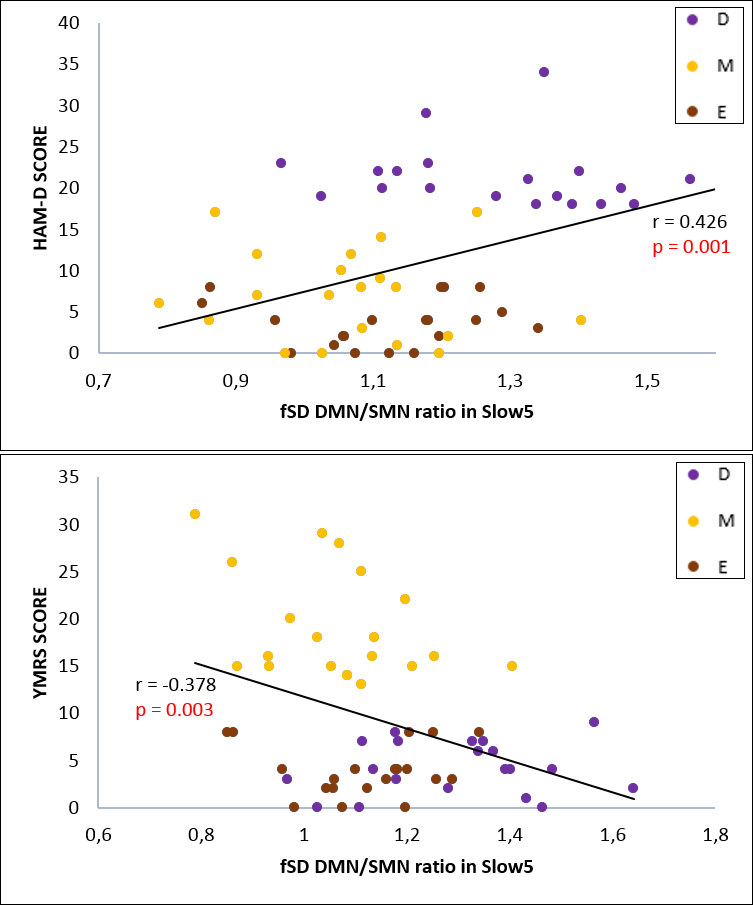 40
35
30
25
20
15
10
5
0
HAM-D SCORE
D
M
E
r = 0.426
p = 0.001
0,7 0,9 1,1 1,3 1,5
fSD DMN/SMN ratio in Slow5
35
30
25
20
15
10
5
0
YMRS SCORE
D
M
E
r = -0.378
p = 0.003
0,6 0,8 1 1,2 1,4 1,6 1,8
fSD DMN/SMN ratio in Slow5